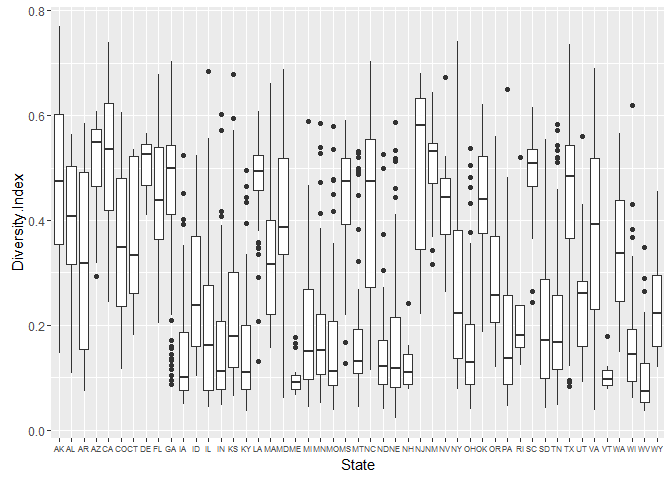 0.8
0.6
0.4
0.2
0.0
Diversity.Index
AK AL AR AZ CA CO CT DE FL GA IA ID IL IN KS KY LA MA MD ME MI MN MO MS MT NC ND NE NH NJ NM NV NY OH OK OR PA RI SC SD TN TX UT VA VT WA WI WV WY
State